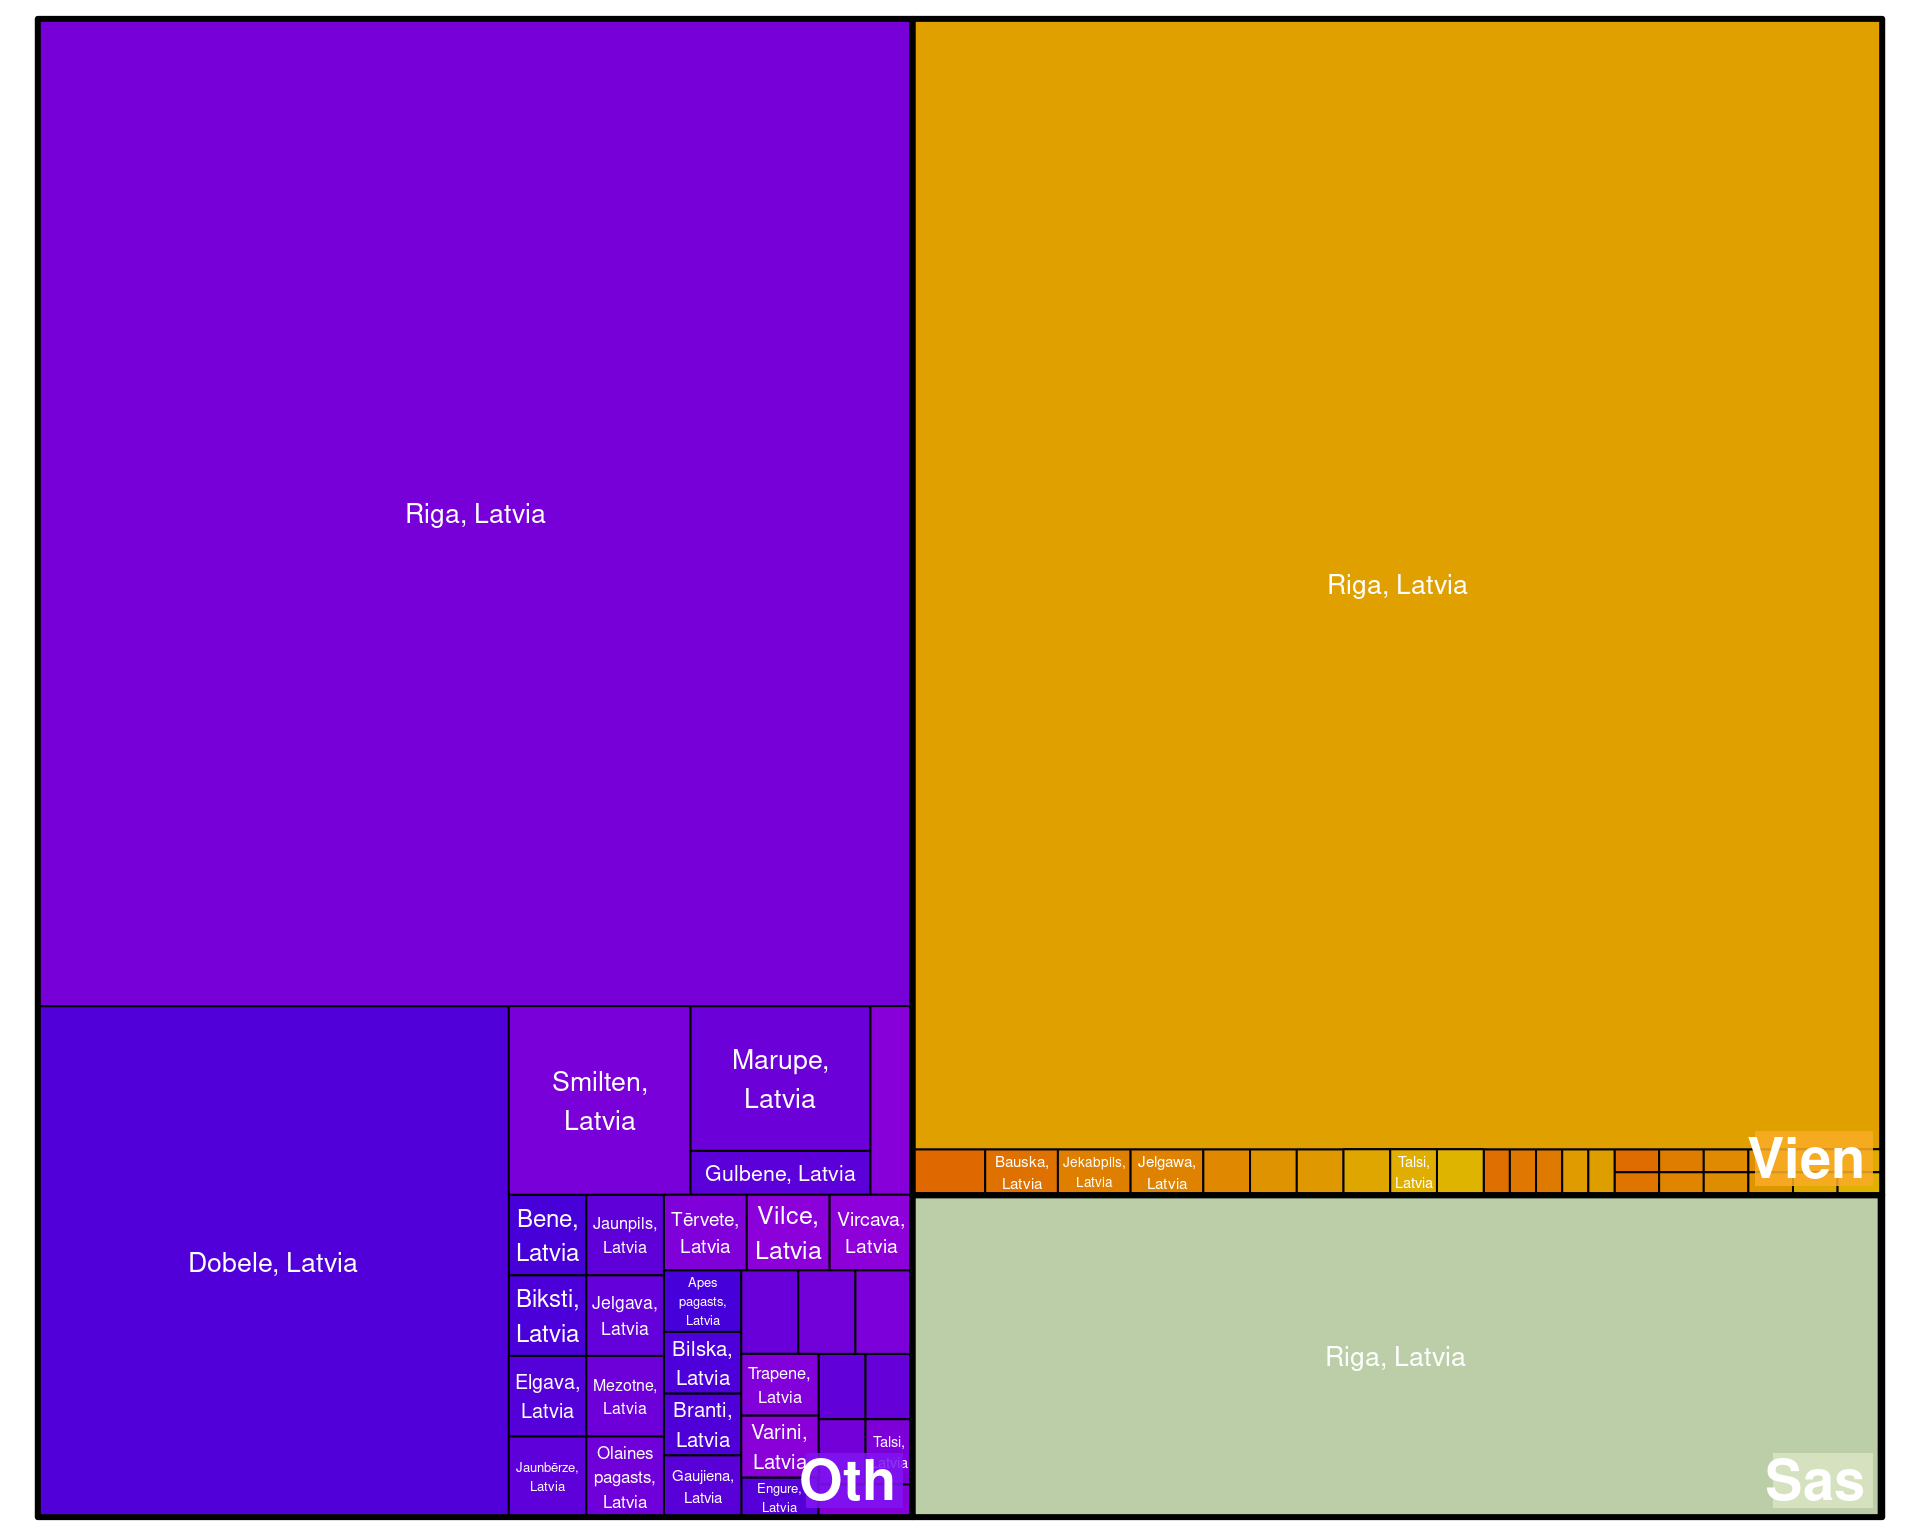 Riga, Latvia
Dobele, Latvia
Smilten,
Latvia
Marupe,
Latvia
Gulbene, Latvia
Bene,
Latvia
Biksti,
Latvia
Elgava,
Latvia
Jaunbērze,
Latvia
Jaunpils,
Latvia
Jelgava,
Latvia
Mezotne,
Latvia
Olaines
pagasts,
Latvia
Tērvete,
Latvia
Vilce,
Latvia
Vircava,
Latvia
Apes
pagasts,
Latvia
Bilska,
Latvia
Branti,
Latvia
Gaujiena,
Latvia
Trapene,
Latvia
Varini,
Latvia
Engure,
Latvia
Talsi,
Latvia
Oth
Riga, Latvia
Bauska,
Latvia
Jekabpils,
Latvia
Jelgawa,
Latvia
Talsi,
Latvia
Vien
Riga, Latvia
Sas